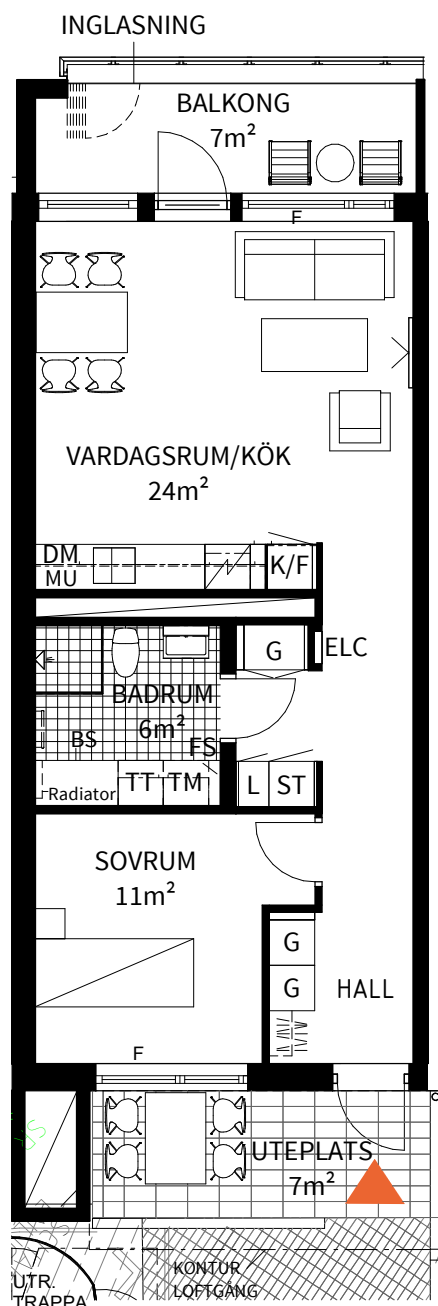 INGLASNING
BALKONG
7m²
F
VARDAGSRUM/KÖK
24m²
DM
MU
K/F
G
ELC
BADRUM
6m²
BS
FS
Radiator
TT
TM
L
ST
SOVRUM
11m²
G
G
HALL
F
UTEPLATS
7m²
KONTUR
LOFTGÅNG
UTR.
TRAPPA